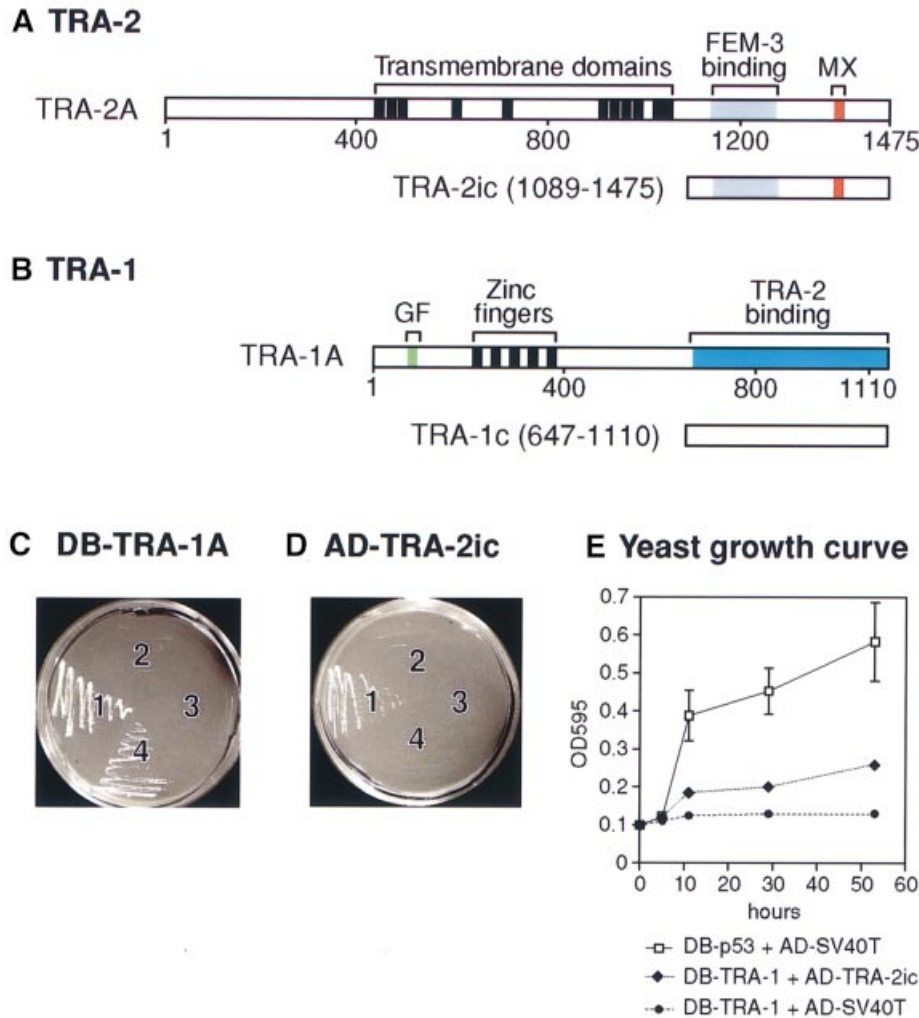 A TRA-2
Transmembrane domains
FEM-3
binding
MX
TRA-2A
1
400
800
1200
1475
TRA-2ic (1089-1475)
B TRA-1
GF
Zinc
fingers
TRA-2
binding
TRA-1A
1
400
800
1110
TRA-1c (647-1110)
C DB-TRA-1A
1
2
3
4
D AD-TRA-2ic
1
2
3
4
E Yeast growth curve
0.7
0.6
0.5
0.4
0.3
0.2
0.1
0
OD595
0 10 20 30 40 50 60
hours
DB-p53 + AD-SV40T
DB-TRA-1 + AD-TRA-2ic
DB-TRA-1 + AD-SV40T